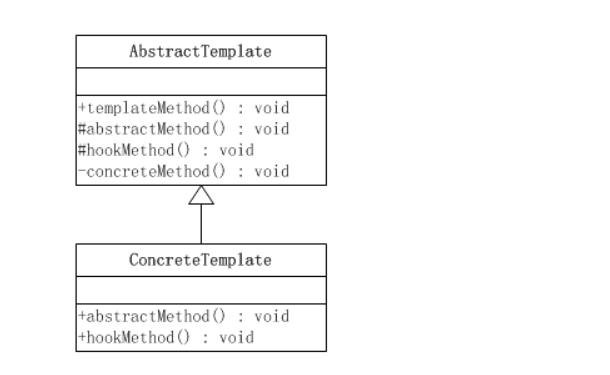 AbstractTemplate
+templateMethod() : void
#abstractMethod() : void
#hookMethod() : void
-concreteMethod() : void
ConcreteTemplate
+abstractMethod() : void
+hookMethod() : void